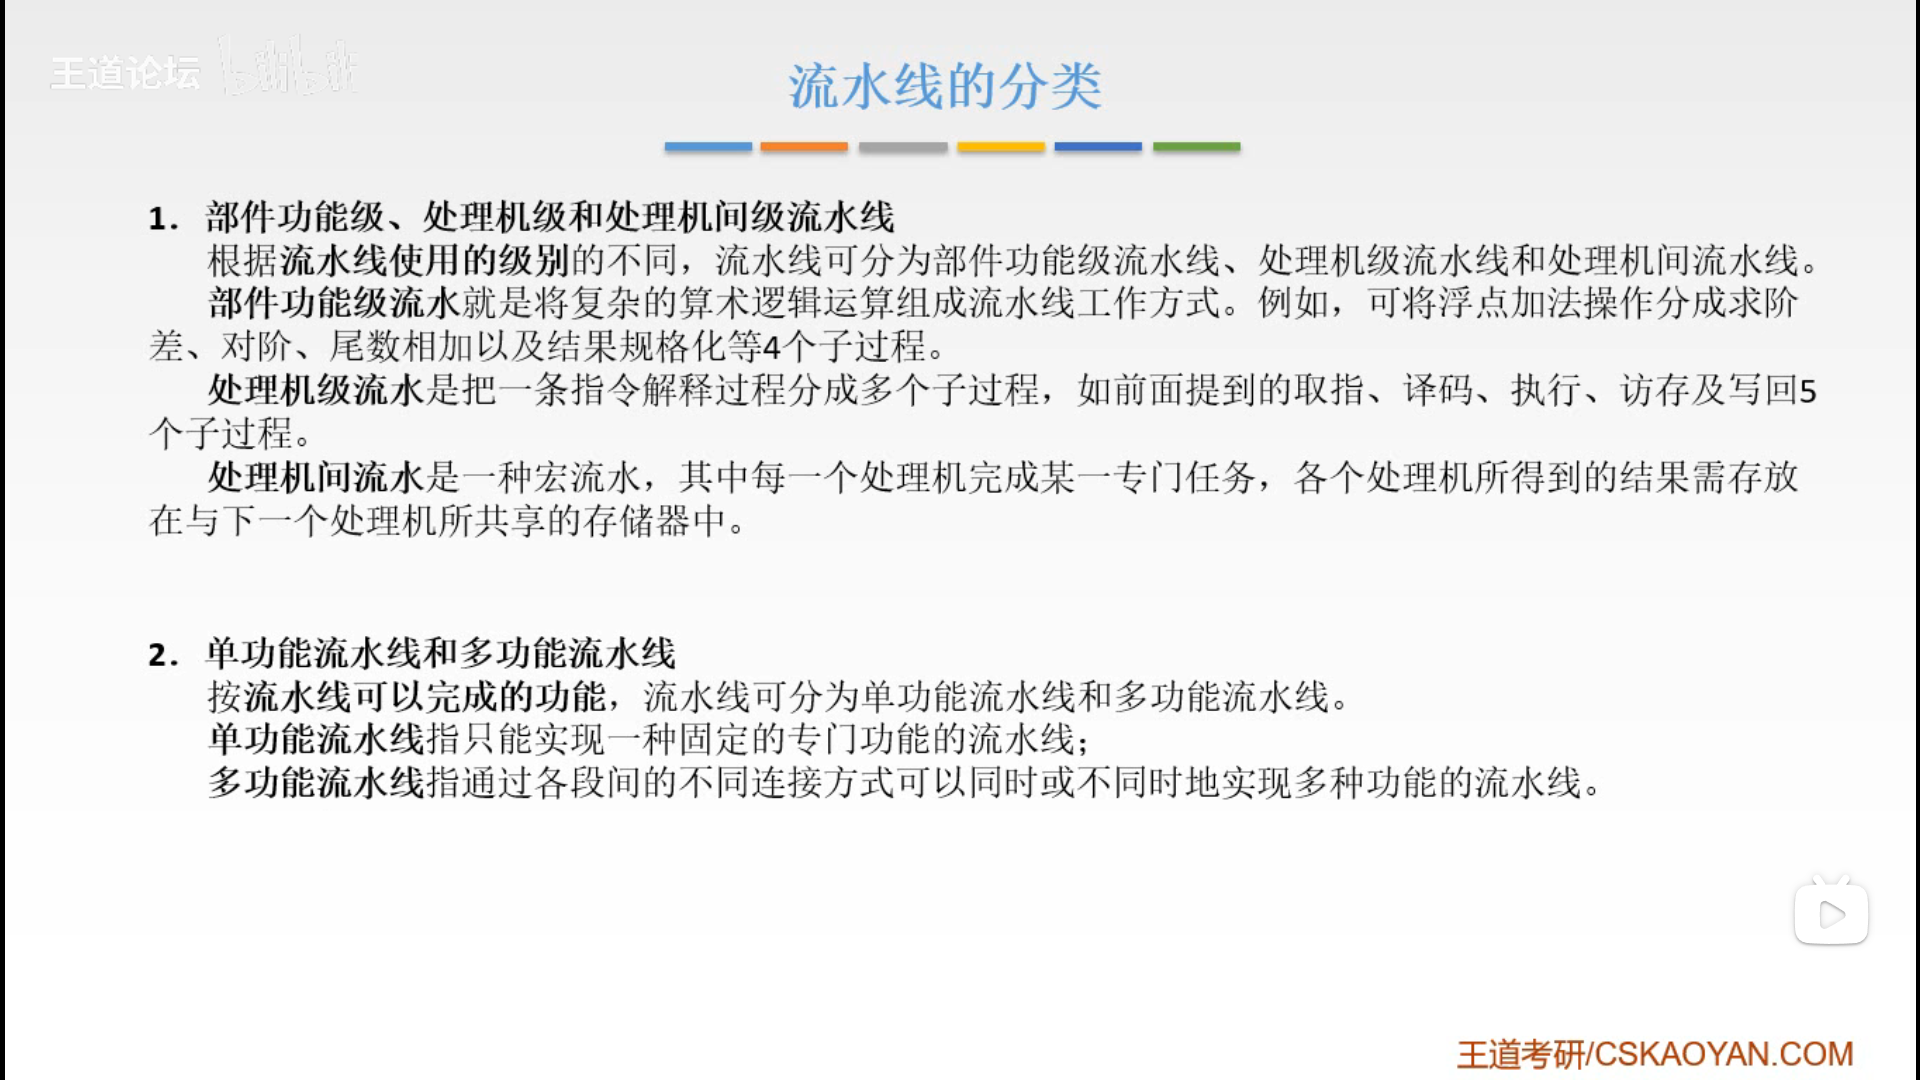 王道论坛 bilibili
流水线的分类
1. 部件功能级、处理机级和处理机间级流水线
根据流水线使用的级别的不同，流水线可分为部件功能级流水线、处理机级流水线和处理机间流水线。
部件功能级流水就是将复杂的算术逻辑运算组成流水线工作方式。例如，可将浮点加法操作分成求阶
差、对阶、尾数相加以及结果规格化等4个子过程。
处理机级流水是把一条指令解释过程分成多个子过程，如前面提到的取指、译码、执行、访存及写回5
个子过程。
处理机间流水是一种宏流水，其中每一个处理机完成某一专门任务，各个处理机所得到的结果需存放
在与下一个处理机所共享的存储器中。
2. 单功能流水线和多功能流水线
按流水线可以完成的功能，流水线可分为单功能流水线和多功能流水线。
单功能流水线指只能实现一种固定的专门功能的流水线；
多功能流水线指通过各段间的不同连接方式可以同时或不同时地实现多种功能的流水线。
王道考研/CSKAOYAN.COM